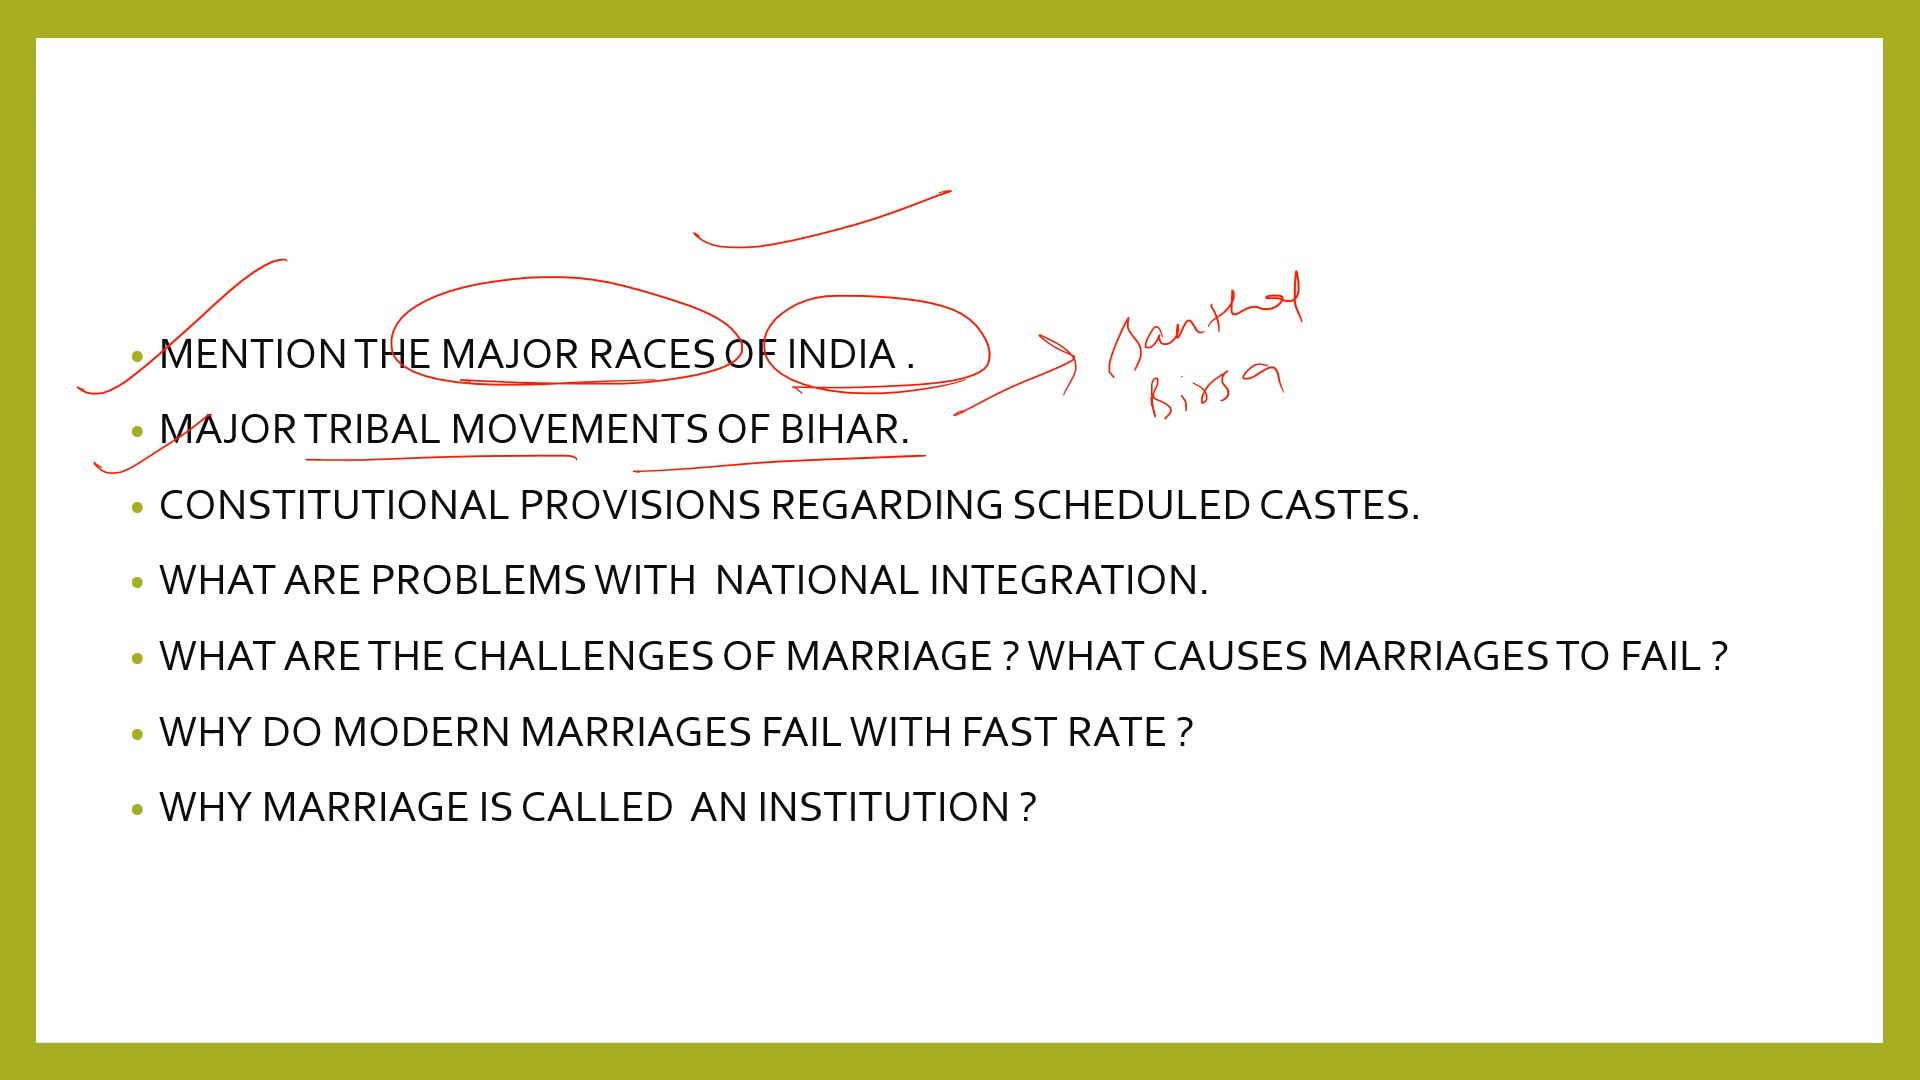 • MENTION THE MAJOR RACES OF INDIA .
Santhal
Birsa
• MAJOR TRIBAL MOVEMENTS OF BIHAR.
• CONSTITUTIONAL PROVISIONS REGARDING SCHEDULED CASTES.
• WHAT ARE PROBLEMS WITH NATIONAL INTEGRATION.
• WHAT ARE THE CHALLENGES OF MARRIAGE ? WHAT CAUSES MARRIAGES TO FAIL ?
• WHY DO MODERN MARRIAGES FAIL WITH FAST RATE ?
• WHY MARRIAGE IS CALLED AN INSTITUTION ?